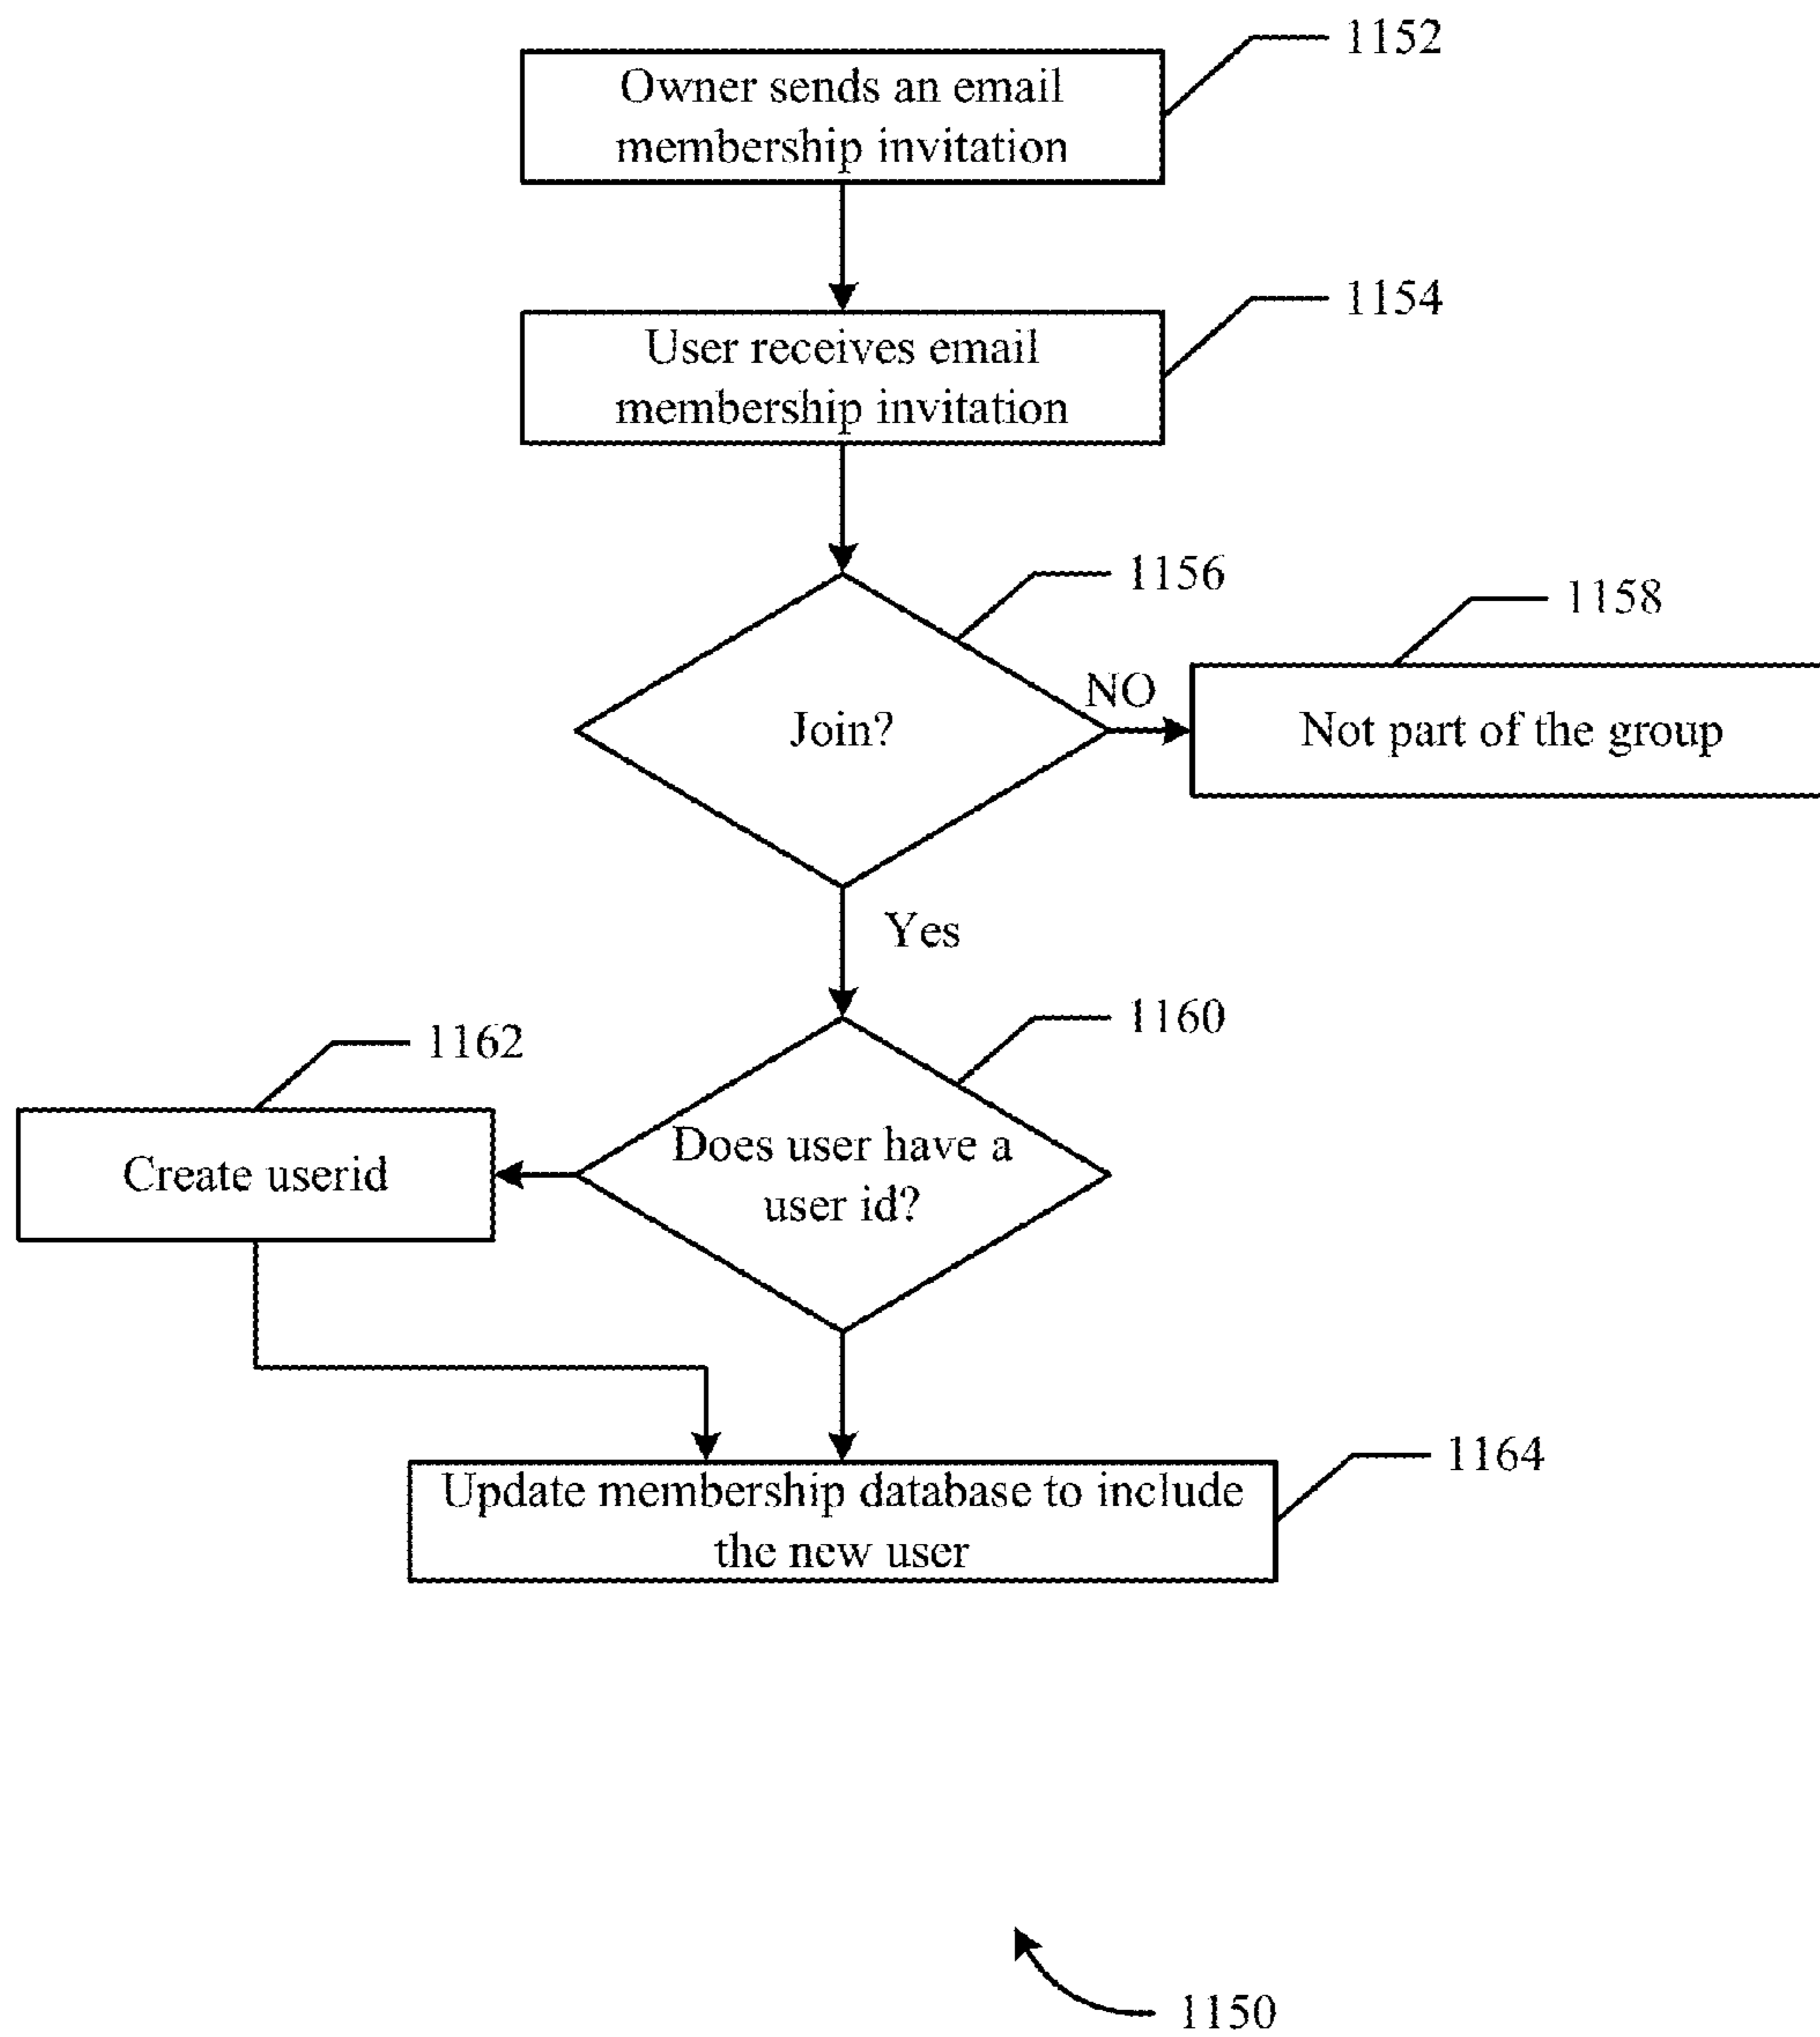 1152
Owner sends an email
membership invitation
1154
User receives email
membership invitation
1156
1158
NO
Join?
Not part of the group
Yes
1160
1162
Does user have a
user id?
Create userid
1164
Update membership database to include
the new user
1150